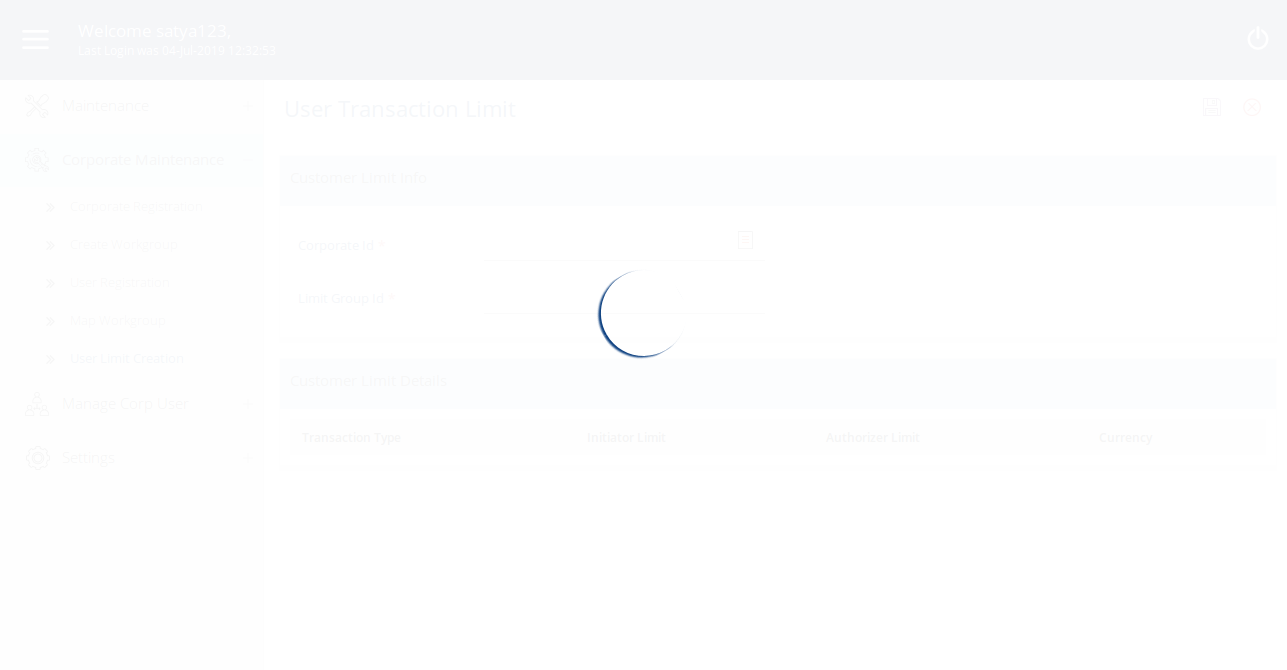 Welcome satya123,
Last Login was 04-Jul-2019 12:32:53
Maintenance
Corporate Maintenance
Corporate Registration
Create Workgroup
User Registration
Map Workgroup
User Limit Creation
Manage Corp User
Settings
User Transaction Limit
Customer Limit Info
Corporate Id *
Limit Group Id *
Customer Limit Details
Transaction Type Initiator Limit Authorizer Limit Currency